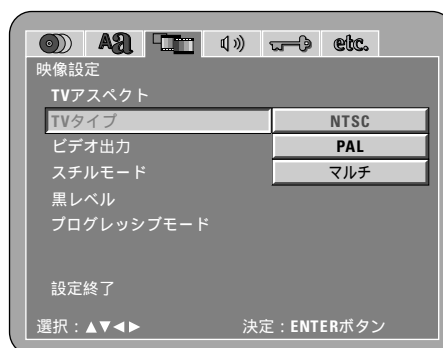 Aあ etc.
映像設定
TVアスペクト
TVタイプ NTSC
ビデオ出力 PAL
スチルモード マルチ
黒レベル
プログレッシブモード
設定終了
選択：▲▼◀▶ 決定：ENTERボタン